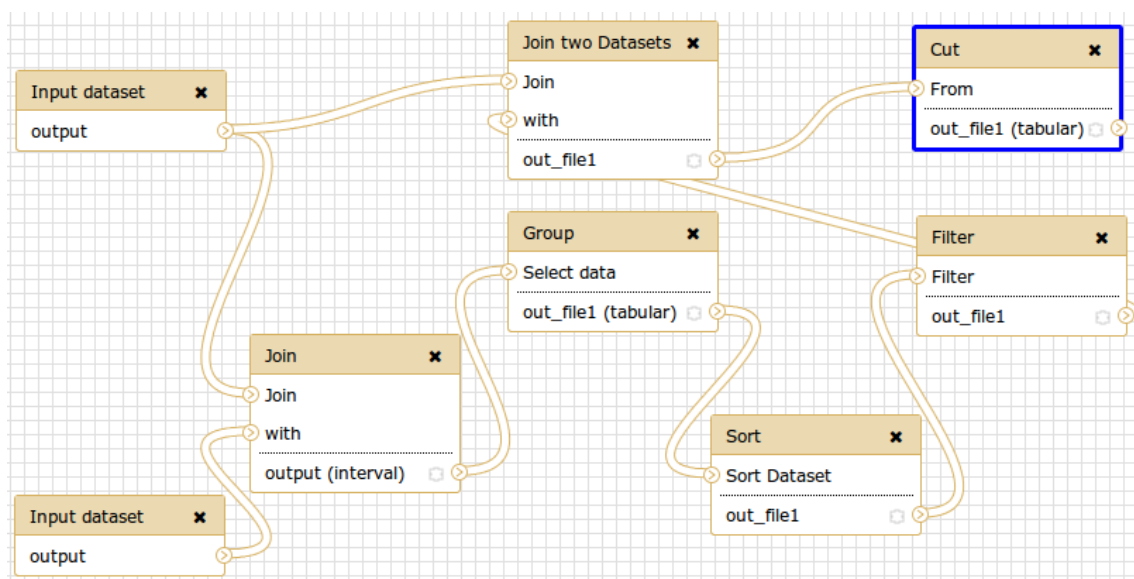 Input dataset
output
Join two Datasets
Join
with
out_file1
Cut
From
out_file1 (tabular)
Group
Select data
out_file1 (tabular)
Filter
Filter
out_file1
Join
Join
with
output (interval)
Sort
Sort Dataset
out_file1
Input dataset
output